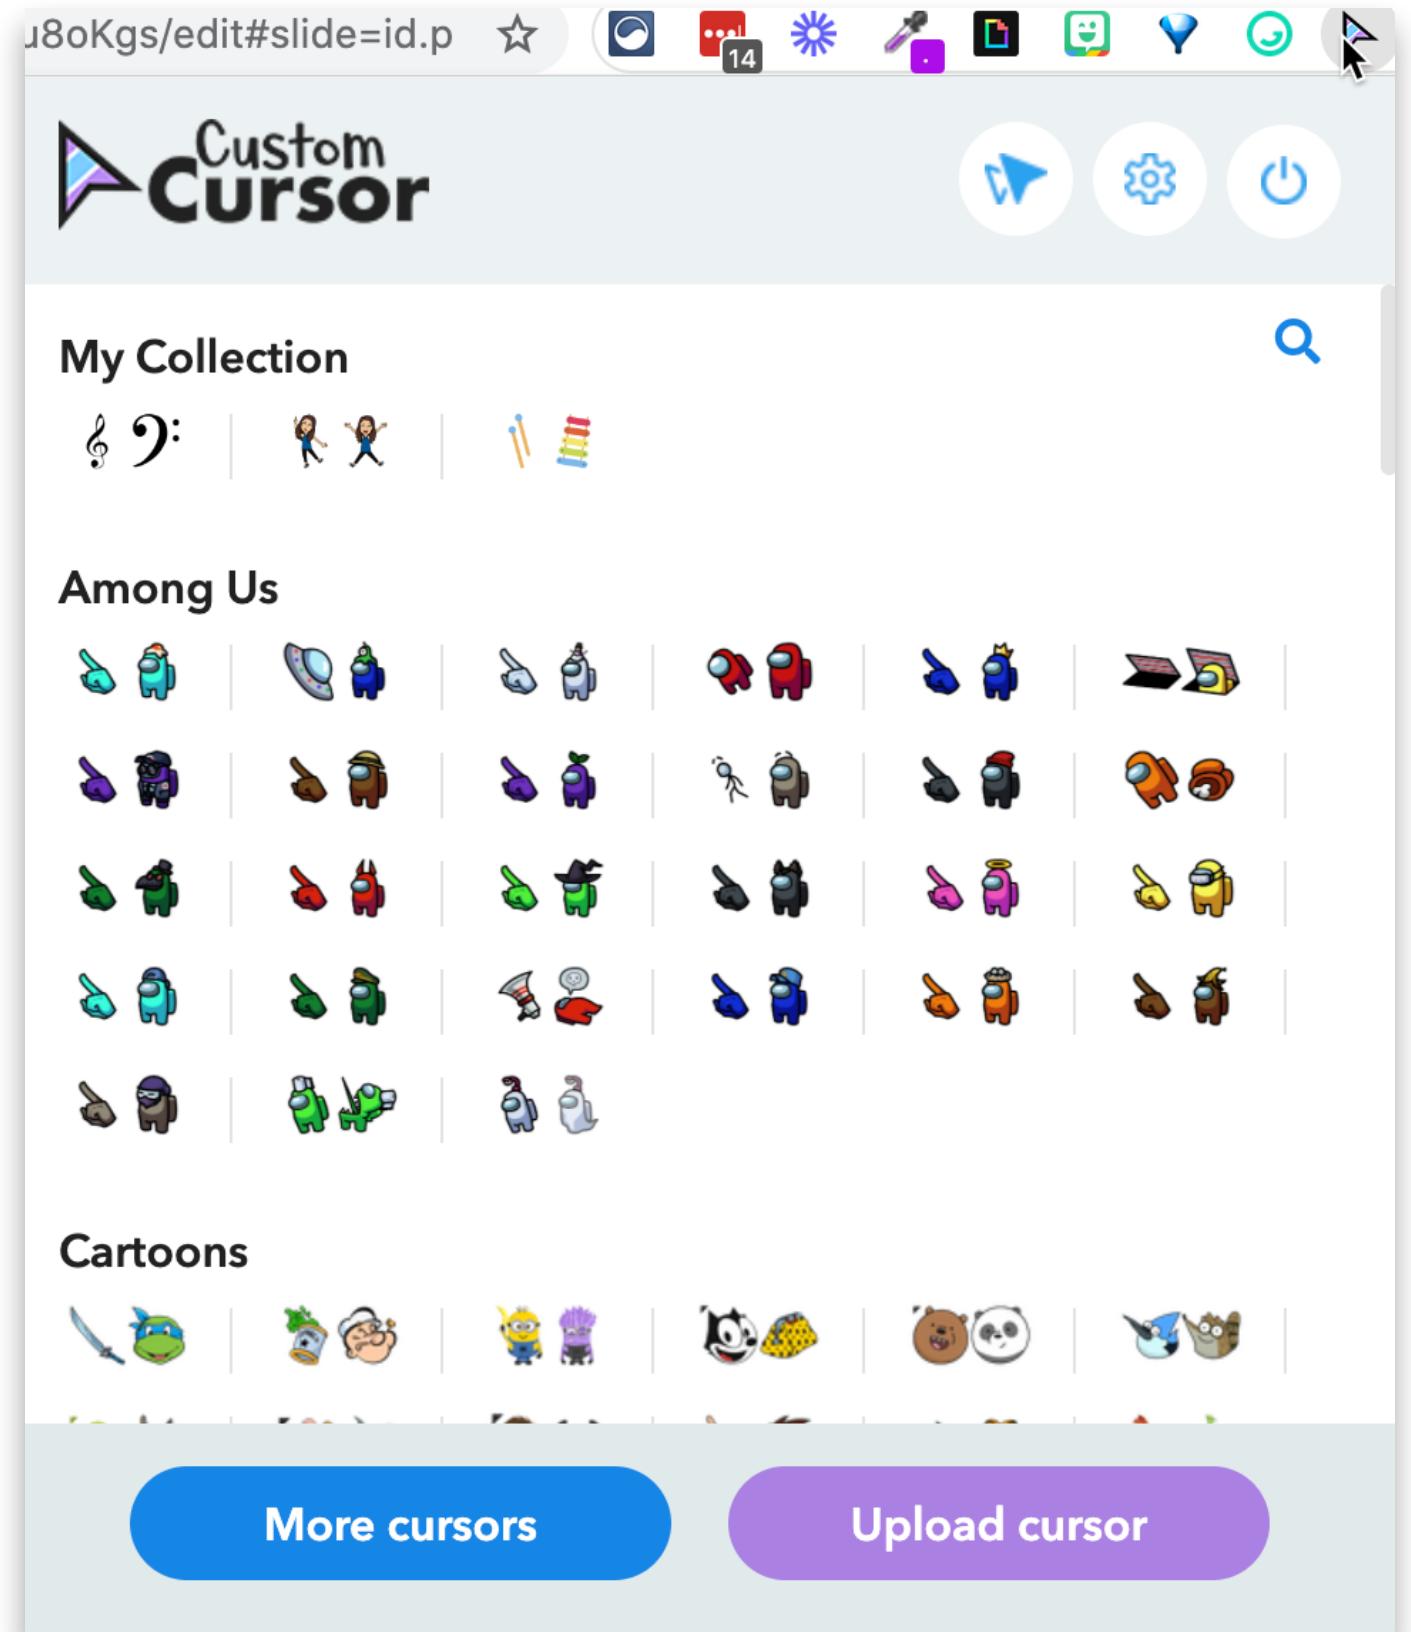 u8oKgs/edit#slide=id.p
14
Custom
Cursor
My Collection
Among Us
Cartoons
More cursors
Upload cursor